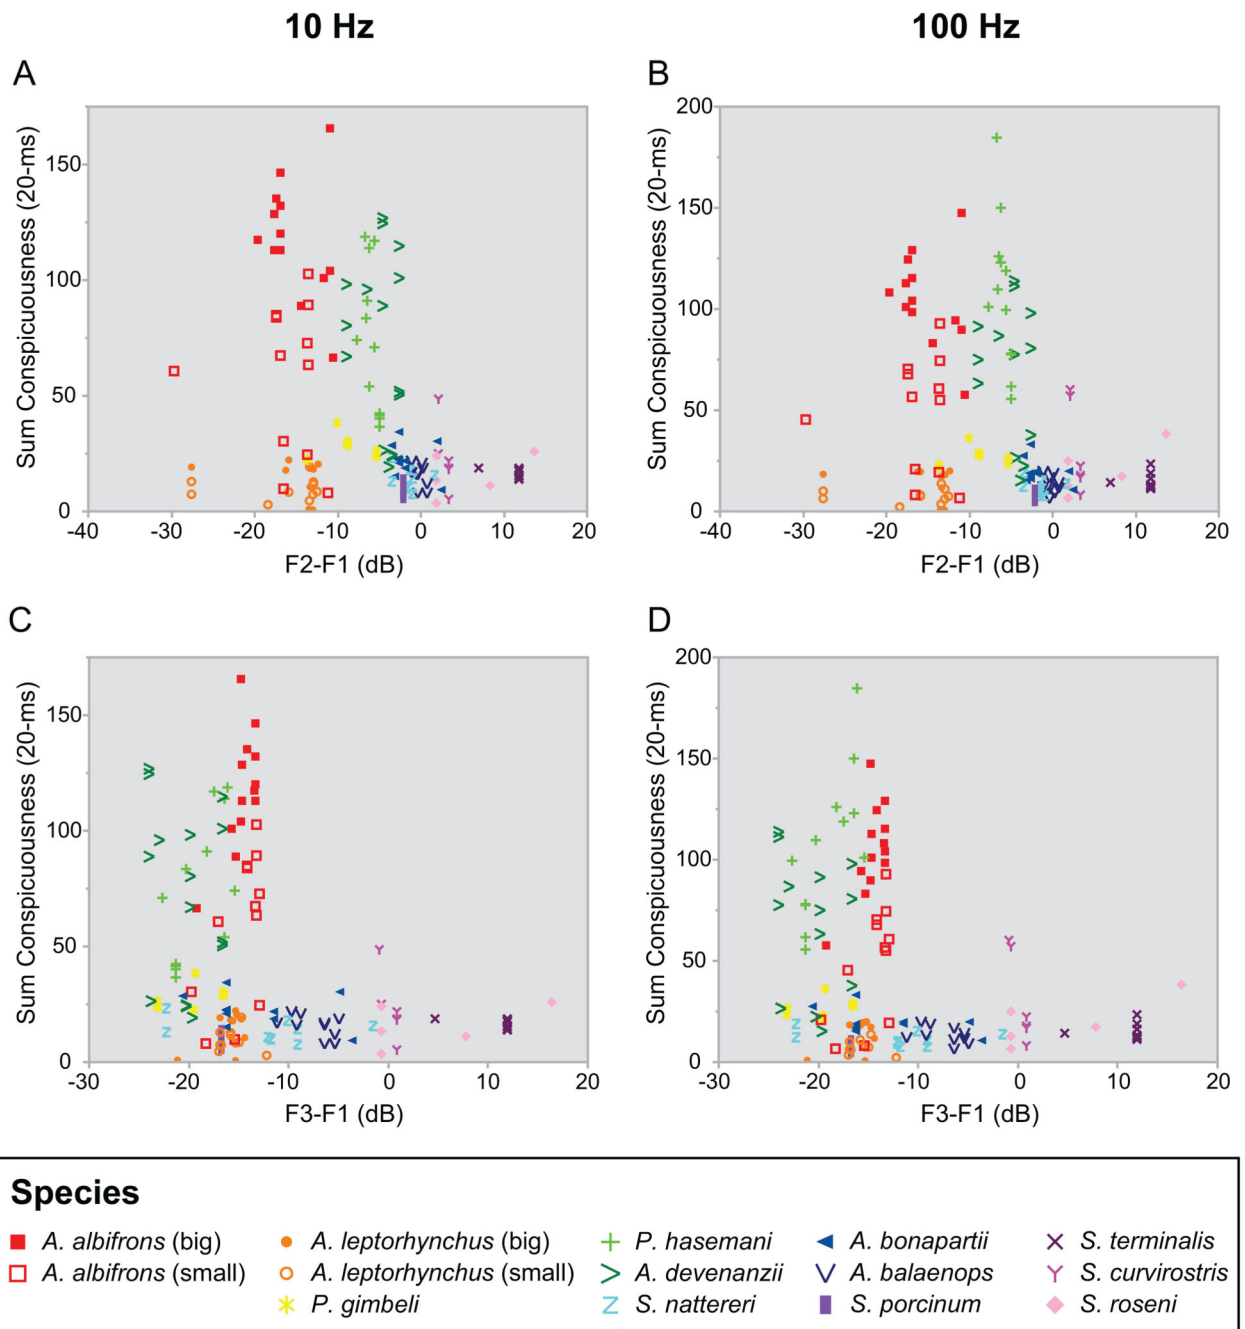 10 Hz
100 Hz
A
B
Sum Conspicuousness (20-ms)
150
100
50
0
-40 -30 -20 -10 0 10 20
F2-F1 (dB)
Sum Conspicuousness (20-ms)
200
150
100
50
0
-40 -30 -20 -10 0 10 20
F2-F1 (dB)
C
D
Sum Conspicuousness (20-ms)
150
100
50
0
-30 -20 -10 0 10 20
F3-F1 (dB)
Sum Conspicuousness (20-ms)
200
150
100
50
0
-30 -20 -10 0 10 20
F3-F1 (dB)
Species
A. albifrons (big)
A. leptorhynchus (big)
P. hasemani
A. bonapartii
S. terminalis
A. albifrons (small)
A. leptorhynchus (small)
A. devenanzii
A. balaenops
S. curvirostris
P. gimbeli
S. nattereri
S. porcinum
S. roseni